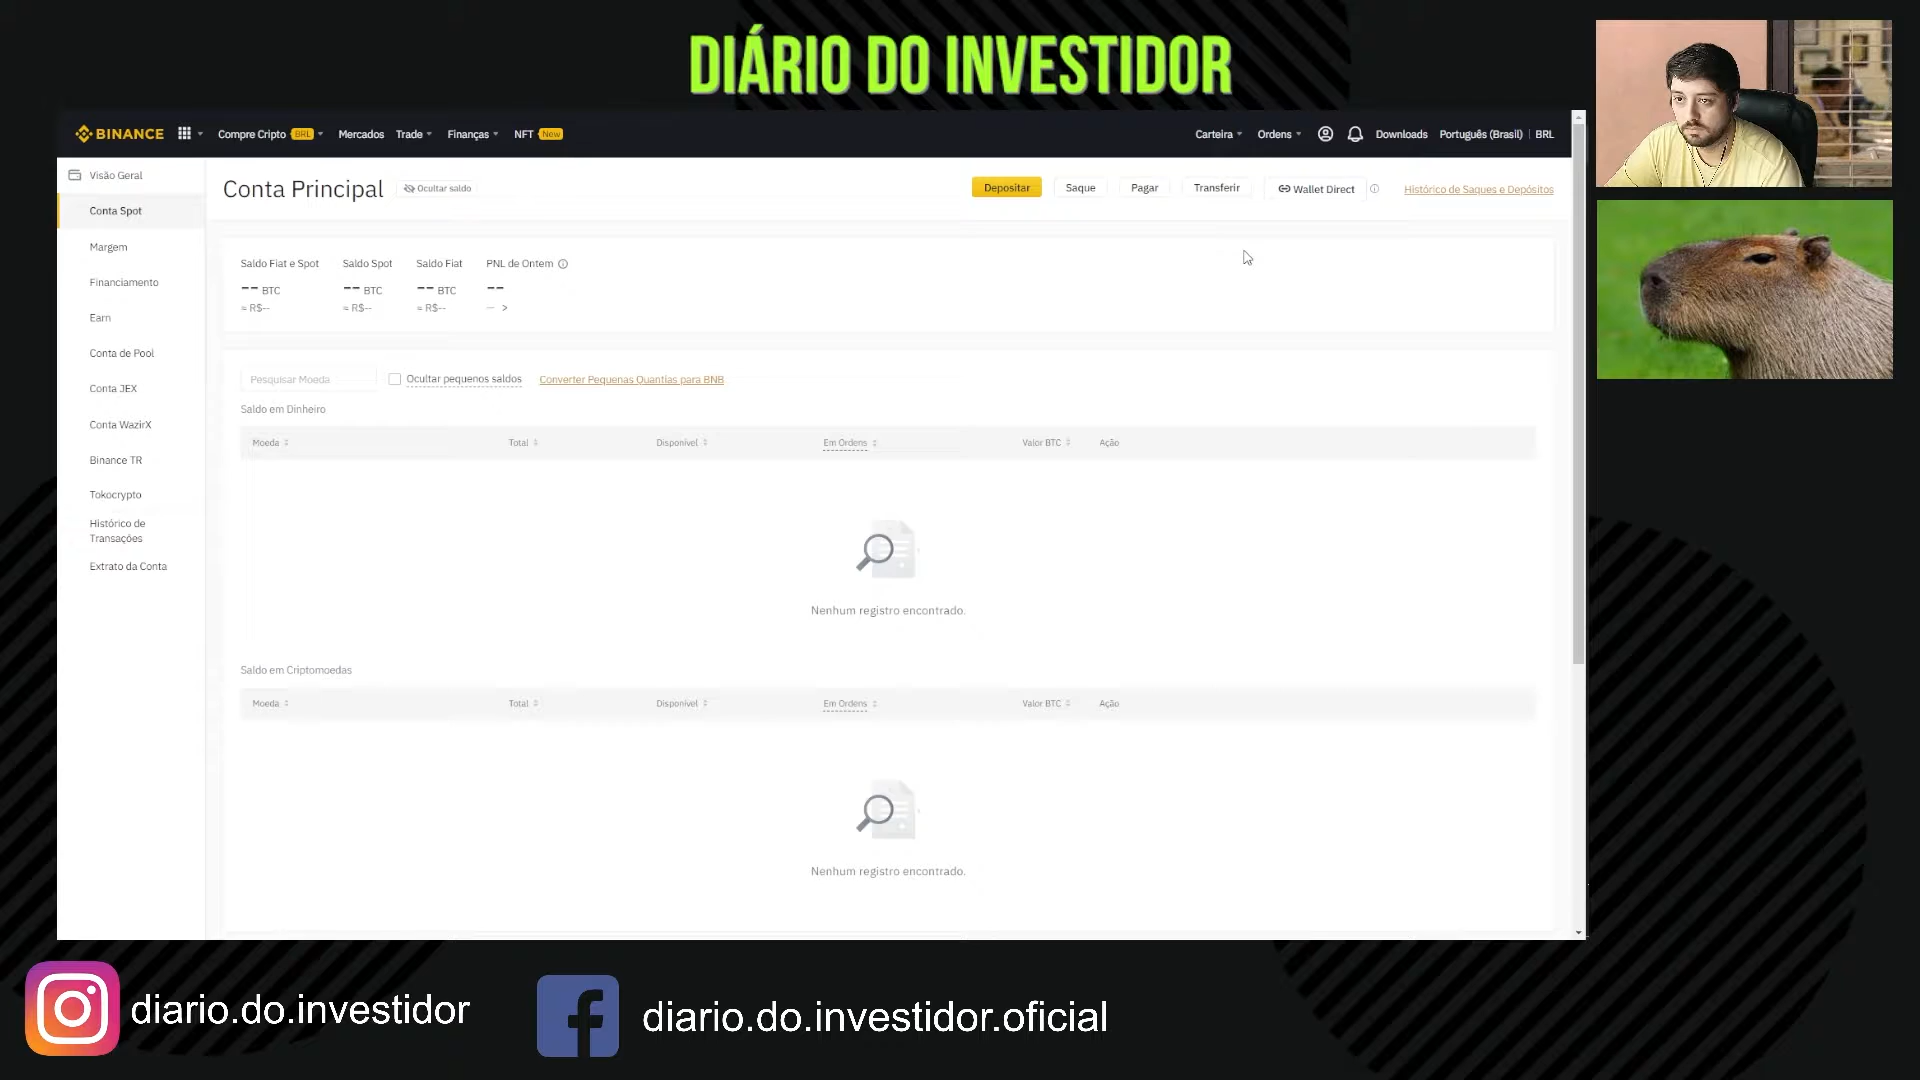 DIÁRIO DO INVESTIDOR
BINANCE
Compre Cripto BRL
Mercados
Trade
Finanças
NFT New
Carteira
Ordens
Downloads
Português (Brasil) | BRL
Visão Geral
Conta Spot
Margem
Financiamento
Earn
Conta de Pool
Conta JEX
Conta WazirX
Binance TR
Tokocrypto
Histórico de
Transações
Extrato da Conta
Conta Principal
Ocultar saldo
Depositar
Saque
Pagar
Transferir
Wallet Direct
Histórico de Saques e Depósitos
Saldo Fiat e Spot
-- BTC
≈ R$--
Saldo Spot
-- BTC
≈ R$--
Saldo Fiat
-- BTC
≈ R$--
PNL de Ontem
--
-- >
Pesquisar Moeda
Ocultar pequenos saldos
Converter Pequenas Quantias para BNB
Saldo em Dinheiro
Moeda Total Disponível Em Ordens Valor BTC Ação
Nenhum registro encontrado.
Saldo em Criptomoedas
Moeda Total Disponível Em Ordens Valor BTC Ação
Nenhum registro encontrado.
diario.do.investidor
diario.do.investidor.oficial